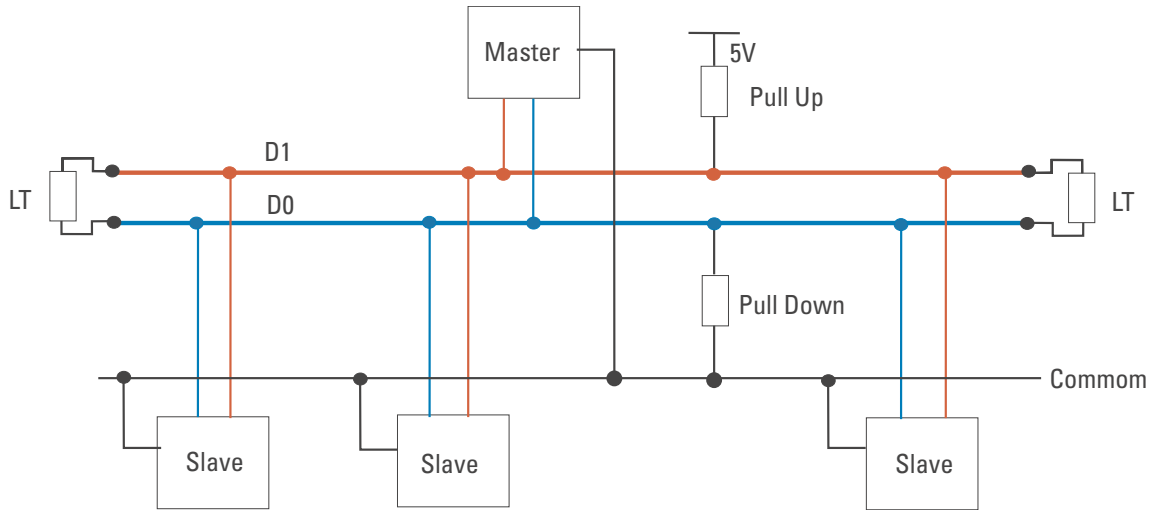 Master
5V
Pull Up
D1
LT
D0
LT
Pull Down
Commom
Slave
Slave
Slave